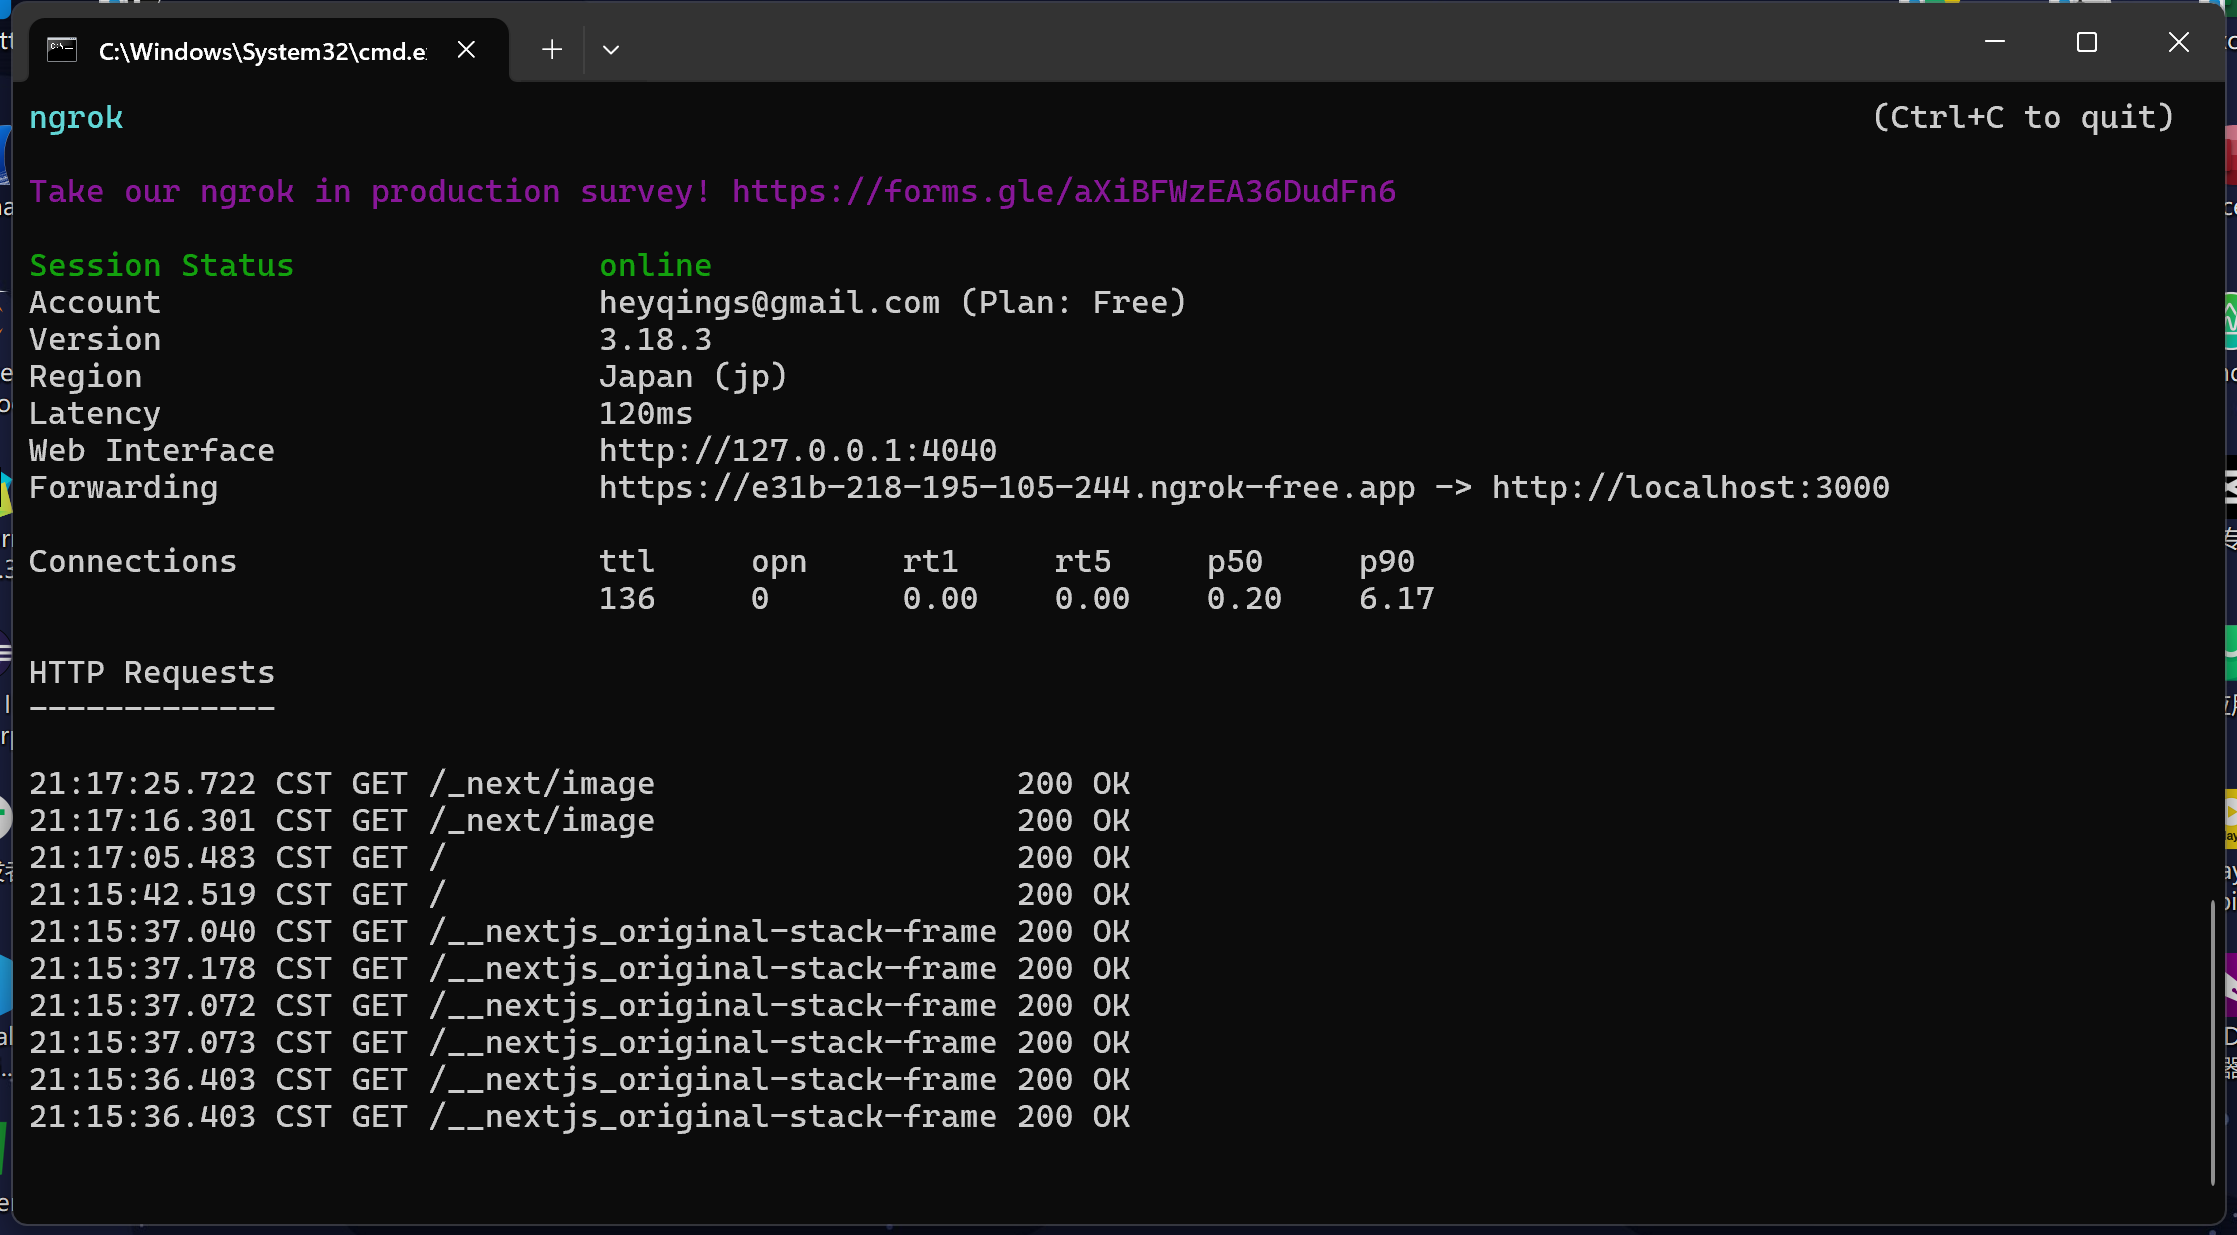 C:\Windows\System32\cmd.e
ngrok (Ctrl+C to quit)
Take our ngrok in production survey! https://forms.gle/aXiBFWzEA36DudFn6
Session Status online
Account heyqings@gmail.com (Plan: Free)
Version 3.18.3
Region Japan (jp)
Latency 120ms
Web Interface http://127.0.0.1:4040
Forwarding https://e31b-218-195-105-244.ngrok-free.app -> http://localhost:3000
Connections ttl opn rt1 rt5 p50 p90
136 0 0.00 0.00 0.20 6.17
HTTP Requests
-------------
21:17:25.722 CST GET /_next/image 200 OK
21:17:16.301 CST GET /_next/image 200 OK
21:17:05.483 CST GET / 200 OK
21:15:42.519 CST GET / 200 OK
21:15:37.040 CST GET /__nextjs_original-stack-frame 200 OK
21:15:37.178 CST GET /__nextjs_original-stack-frame 200 OK
21:15:37.072 CST GET /__nextjs_original-stack-frame 200 OK
21:15:37.073 CST GET /__nextjs_original-stack-frame 200 OK
21:15:36.403 CST GET /__nextjs_original-stack-frame 200 OK
21:15:36.403 CST GET /__nextjs_original-stack-frame 200 OK